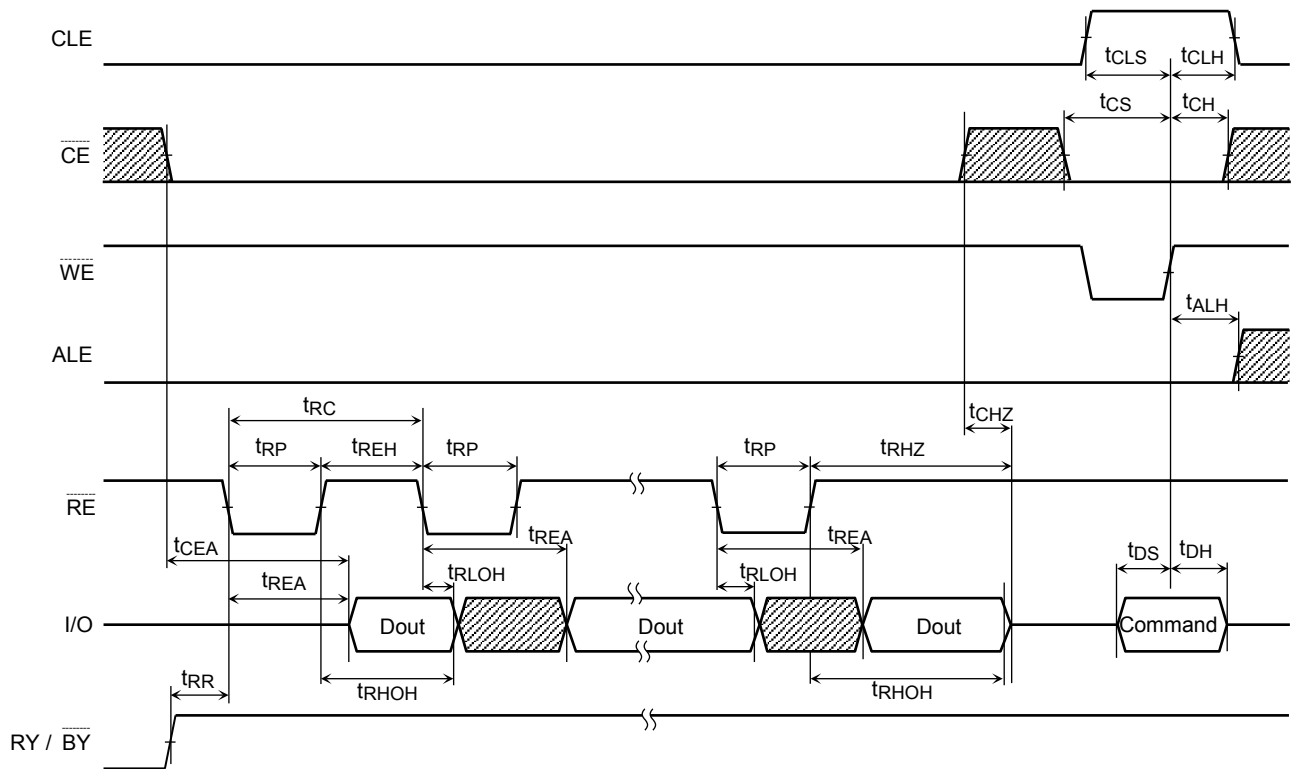 CLE
tCLS
tCLH
tCS
tCH
CE
WE
tALH
ALE
tRC
tCHZ
tRP
tREH
tRP
tRP
tRHZ
RE
tCEA
tREA
tREA
tDS
tDH
tREA
tRLOH
tRLOH
I/O
Dout
Dout
Dout
Command
tRR
tRHOH
tRHOH
RY / BY